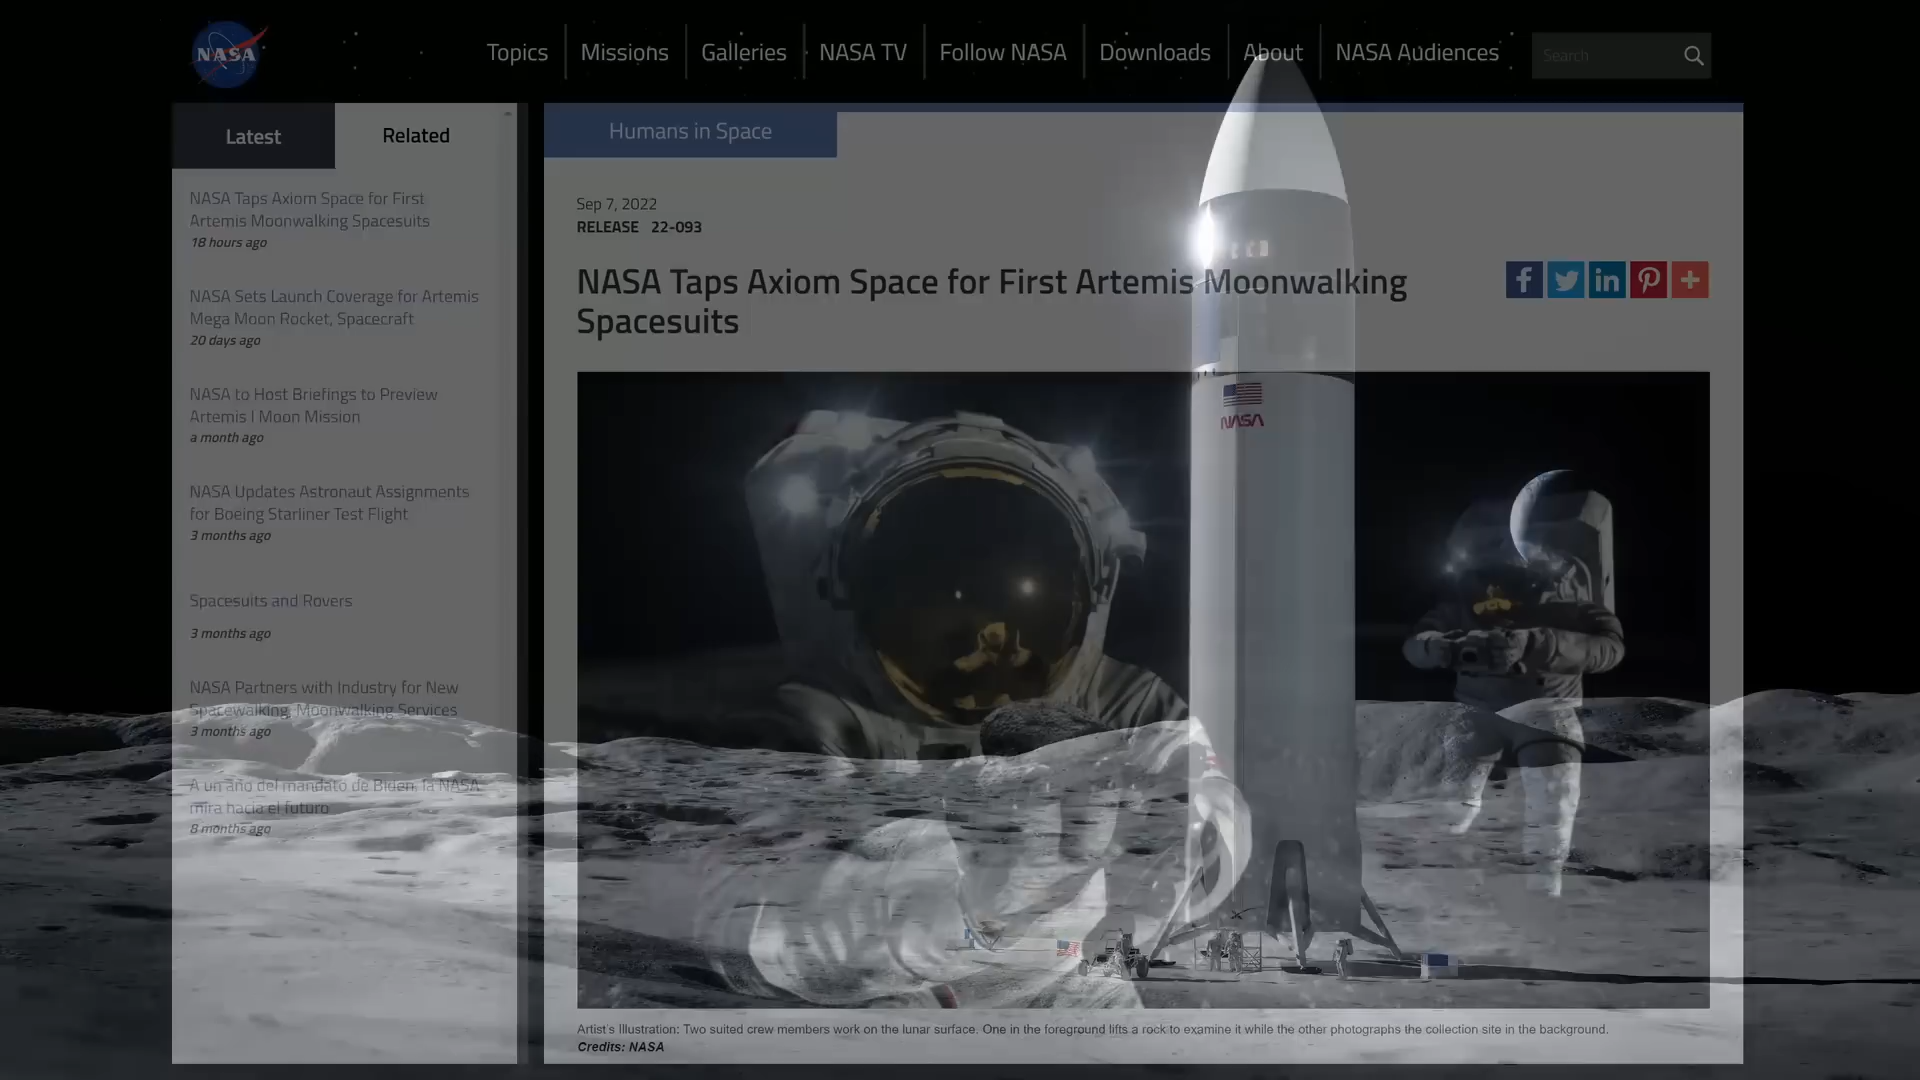 NASA
Topics
Missions
Galleries
NASA TV
Follow NASA
Downloads
About
NASA Audiences
Search
Latest
Related
NASA Taps Axiom Space for First
Artemis Moonwalking Spacesuits
18 hours ago
NASA Sets Launch Coverage for Artemis
Mega Moon Rocket, Spacecraft
20 days ago
NASA to Host Briefings to Preview
Artemis I Moon Mission
a month ago
NASA Updates Astronaut Assignments
for Boeing Starliner Test Flight
3 months ago
Spacesuits and Rovers
3 months ago
NASA Partners with Industry for New
Spacewalking, Moonwalking Services
3 months ago
A un año del mandato de Biden, la NASA
mira hacia el futuro
8 months ago
Humans in Space
Sep 7, 2022
RELEASE 22-093
NASA Taps Axiom Space for First Artemis Moonwalking
Spacesuits
NASA
Artist's Illustration: Two suited crew members work on the lunar surface. One in the foreground lifts a rock to examine it while the other photographs the collection site in the background.
Credits: NASA